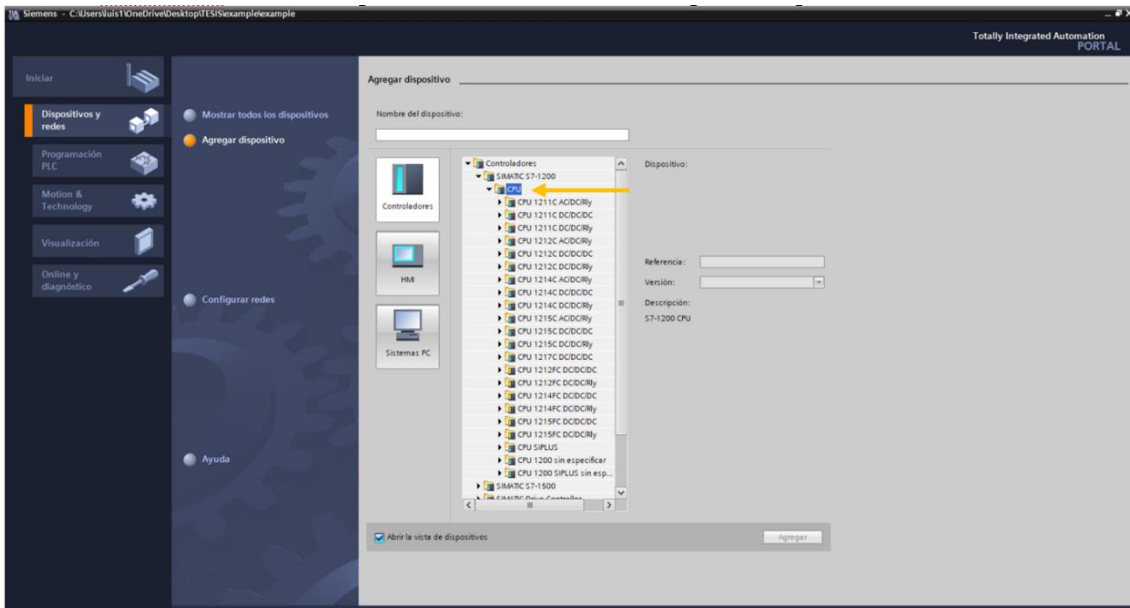 Siemens - C:\Users\luis1\OneDrive\Desktop\TESIS\example\example
Totally Integrated Automation
PORTAL
Iniciar
Dispositivos y
redes
Programación
PLC
Motion &
Technology
Visualización
Online y
diagnóstico
Mostrar todos los dispositivos
Agregar dispositivo
Configurar redes
Ayuda
Agregar dispositivo
Nombre del dispositivo:
Controladores
HMI
Sistemas PC
Controladores
SIMATIC S7-1200
CPU
CPU 1211C AC/DC/Rly
CPU 1211C DC/DC/DC
CPU 1211C DC/DC/Rly
CPU 1212C AC/DC/Rly
CPU 1212C DC/DC/DC
CPU 1212C DC/DC/Rly
CPU 1214C AC/DC/Rly
CPU 1214C DC/DC/DC
CPU 1214C DC/DC/Rly
CPU 1215C AC/DC/Rly
CPU 1215C DC/DC/DC
CPU 1215C DC/DC/Rly
CPU 1217C DC/DC/DC
CPU 1212FC DC/DC/DC
CPU 1212FC DC/DC/Rly
CPU 1214FC DC/DC/DC
CPU 1214FC DC/DC/Rly
CPU 1215FC DC/DC/DC
CPU 1215FC DC/DC/Rly
CPU SIPLUS
CPU 1200 sin especificar
CPU 1200 SIPLUS sin esp...
SIMATIC S7-1500
SIMATIC Drive Controller
Dispositivo:
Referencia:
Versión:
Descripción:
S7-1200 CPU
Abrir la vista de dispositivos
Agregar